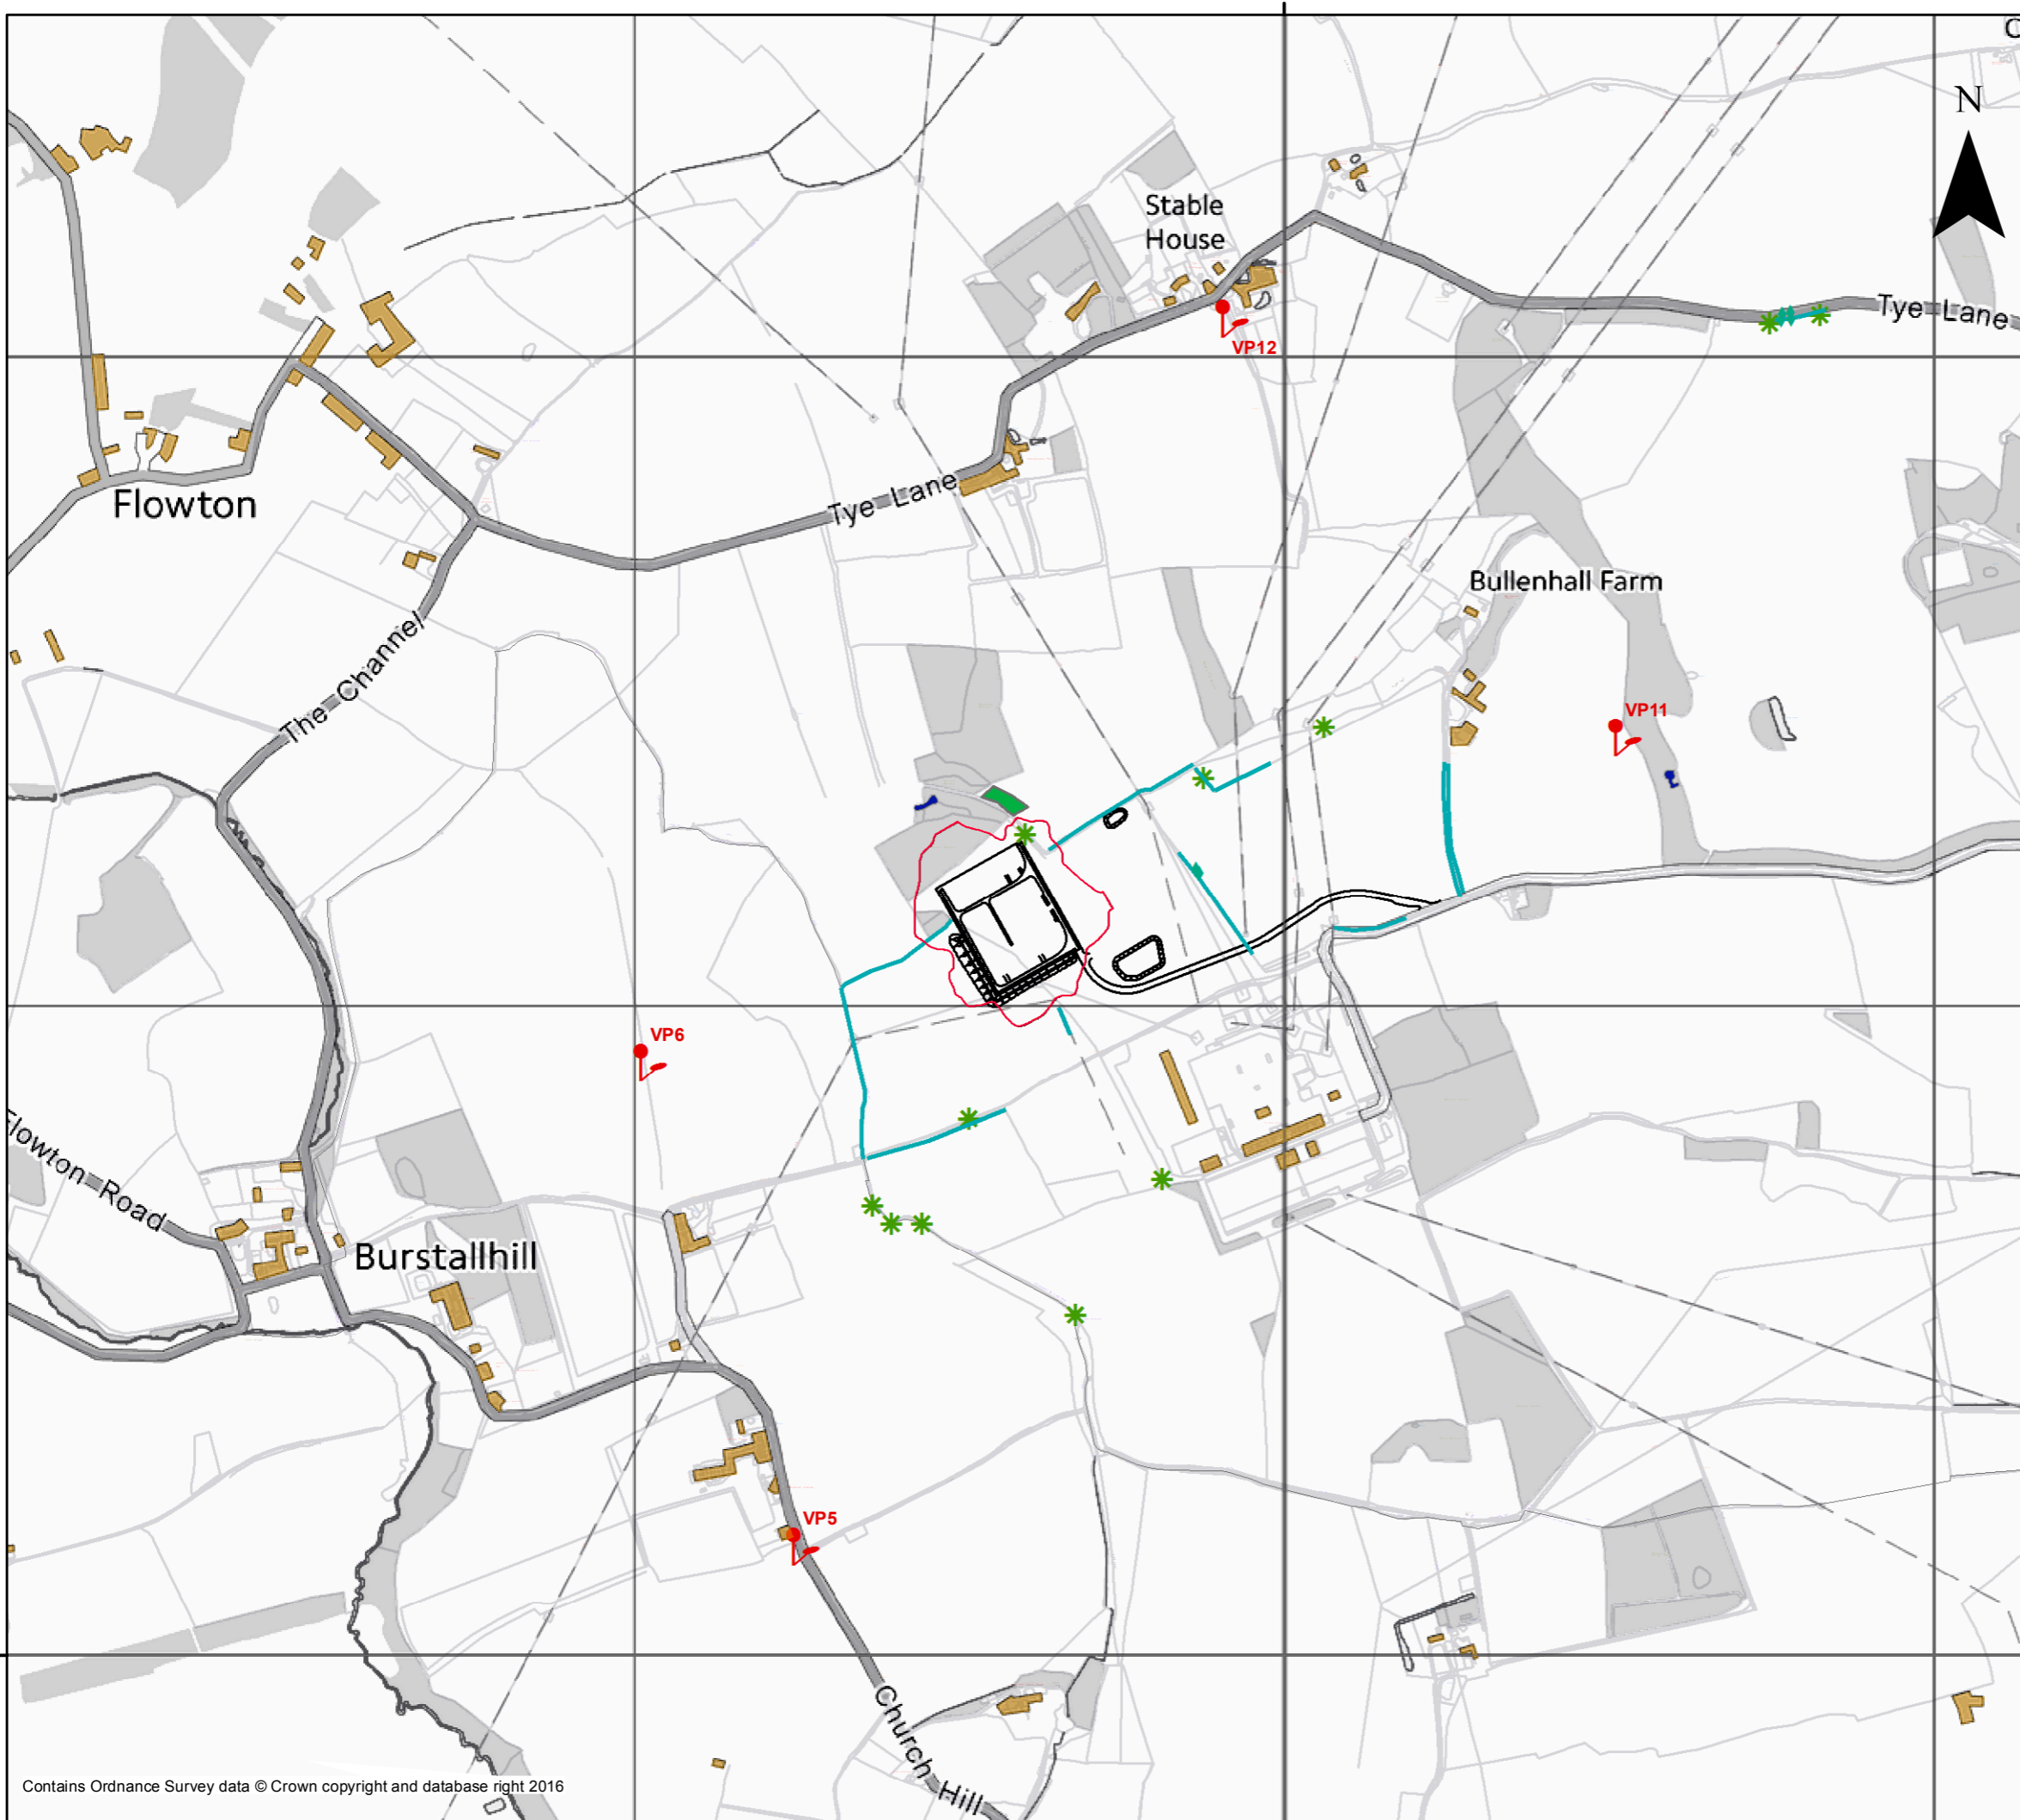 N
Stable
House
VP12
Tye Lane
Flowton
Tye Lane
Bullenhall Farm
The Channel
VP11
VP6
Flowton Road
Burstallhill
VP5
Church Hill
Contains Ordnance Survey data © Crown copyright and database right 2016